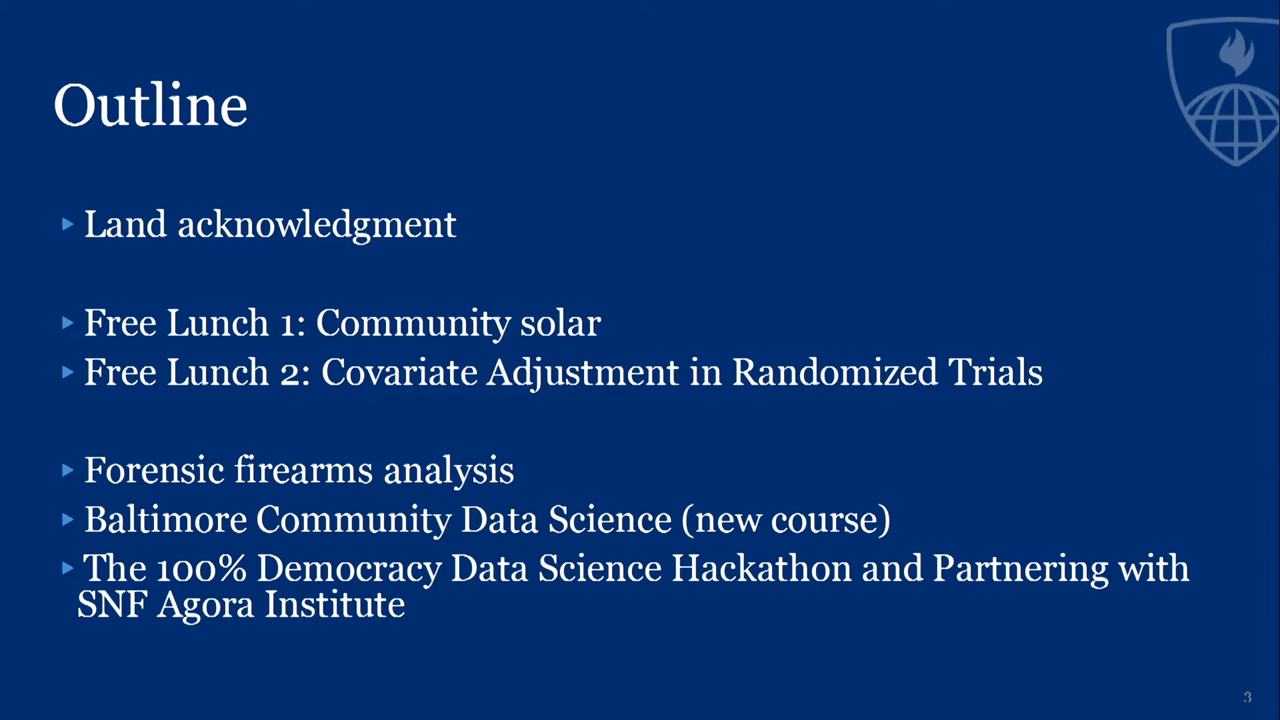 Outline
▸ Land acknowledgment
▸ Free Lunch 1: Community solar
▸ Free Lunch 2: Covariate Adjustment in Randomized Trials
▸ Forensic firearms analysis
▸ Baltimore Community Data Science (new course)
▸ The 100% Democracy Data Science Hackathon and Partnering with
SNF Agora Institute
3